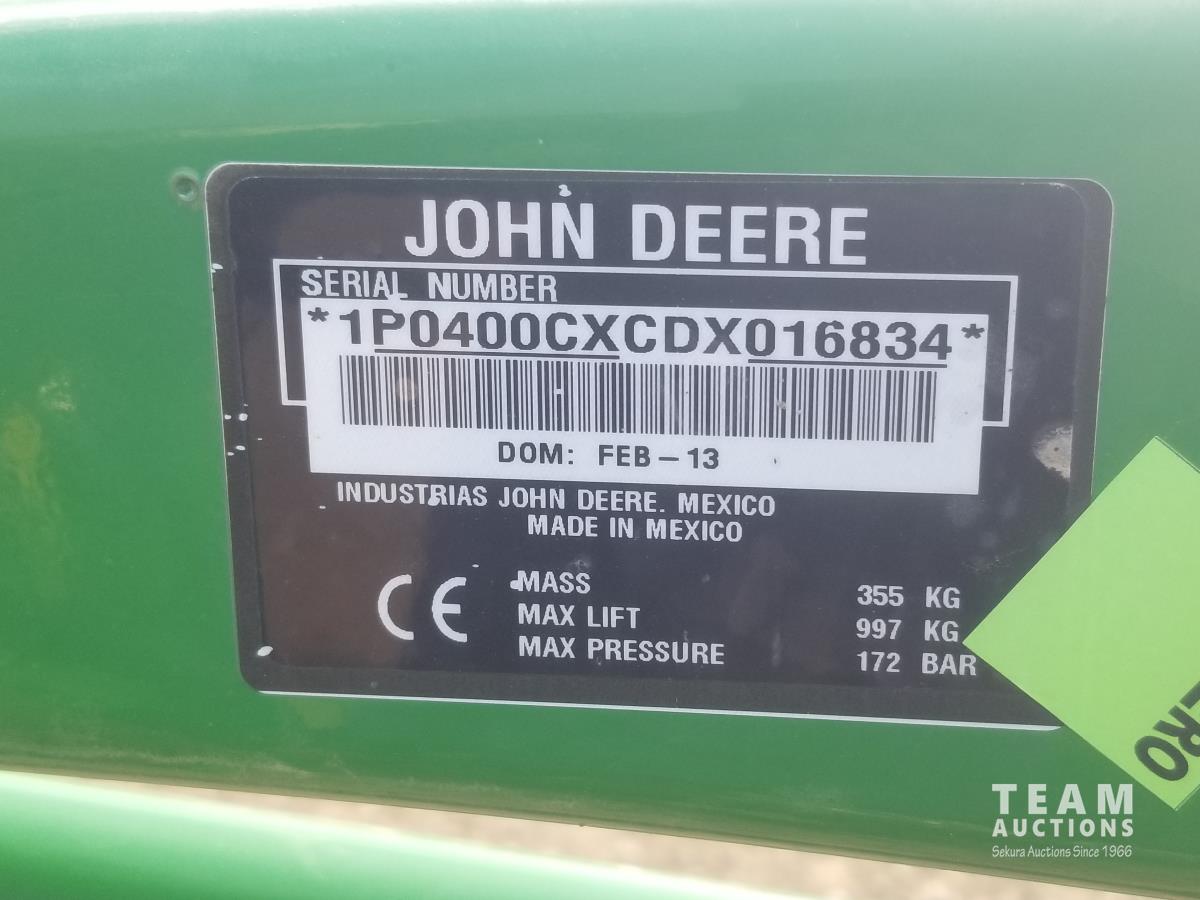 JOHN DEERE
SERIAL NUMBER
*1P0400CXCDX016834*
DOM: FEB-13
INDUSTRIAS JOHN DEERE. MEXICO
MADE IN MEXICO
CE
MASS 355 KG
MAX LIFT 997 KG
MAX PRESSURE 172 BAR
TEAM
AUCTIONS
Sekura Auctions Since 1966